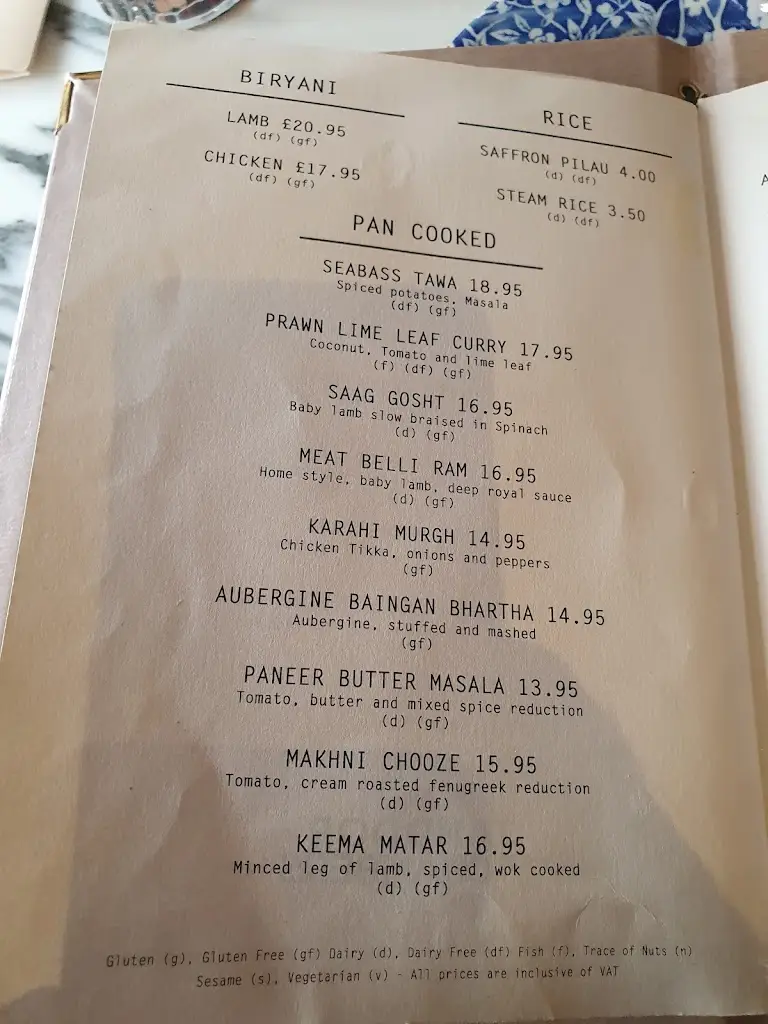 BIRYANI
LAMB £20.95
(df) (gf)
CHICKEN £17.95
(df) (gf)
RICE
SAFFRON PILAU 4.00
(d) (df)
STEAM RICE 3.50
(d) (df)
PAN COOKED
SEABASS TAWA 18.95
Spiced potatoes. Masala
(df) (gf)
PRAWN LIME LEAF CURRY 17.95
Coconut. Tomato and lime leaf
(f) (df) (gf)
SAAG GOSHT 16.95
Baby lamb slow braised in Spinach
(d) (gf)
MEAT BELLI RAM 16.95
Home style, baby lamb, deep royal sauce
(d) (gf)
KARAHI MURGH 14.95
Chicken Tikka, onions and peppers
(gf)
AUBERGINE BAINGAN BHARTHA 14.95
Aubergine, stuffed and mashed
(gf)
PANEER BUTTER MASALA 13.95
Tomato, butter and mixed spice reduction
(d) (gf)
MAKHNI CHOOZE 15.95
Tomato, cream roasted fenugreek reduction
(d) (gf)
KEEMA MATAR 16.95
Minced leg of lamb, spiced, wok cooked
(d) (gf)
Gluten (g), Gluten Free (gf) Dairy (d), Dairy Free (df) Fish (f), Trace of Nuts (n)
Sesame (s), Vegetarian (v) - All prices are inclusive of VAT